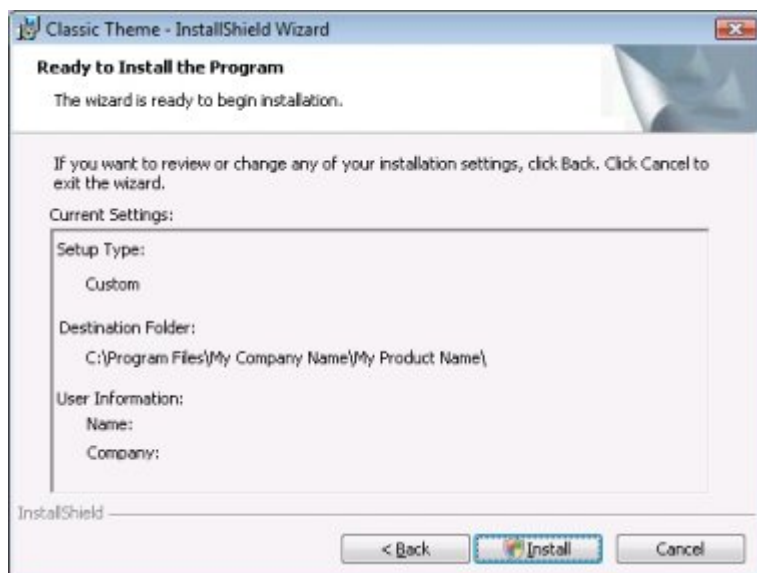 Classic Theme - InstallShield Wizard
Ready to Install the Program
The wizard is ready to begin installation.
If you want to review or change any of your installation settings, click Back. Click Cancel to
exit the wizard.
Current Settings:
Setup Type:
Custom
Destination Folder:
C:\Program Files\My Company Name\My Product Name\
User Information:
Name:
Company:
InstallShield
< Back
Install
Cancel